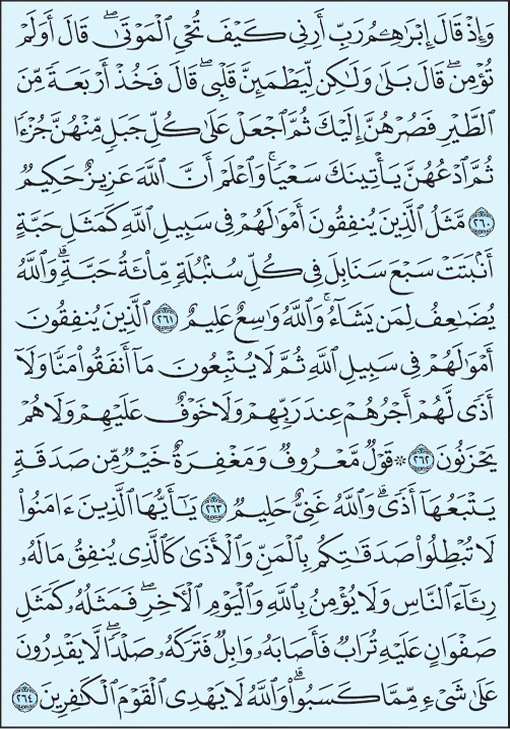 وَإِذْ قَالَ إِبْرَٰهِـۧمُ رَبِّ أَرِنِى كَيْفَ تُحْىِ ٱلْمَوْتَىٰ ۖ قَالَ أَوَلَمْ
تُؤْمِن ۖ قَالَ بَلَىٰ وَلَـٰكِن لِّيَطْمَئِنَّ قَلْبِى ۖ قَالَ فَخُذْ أَرْبَعَةً مِّنَ
ٱلطَّيْرِ فَصُرْهُنَّ إِلَيْكَ ثُمَّ ٱجْعَلْ عَلَىٰ كُلِّ جَبَلٍ مِّنْهُنَّ جُزْءًا
ثُمَّ ٱدْعُهُنَّ يَأْتِينَكَ سَعْيًا ۚ وَٱعْلَمْ أَنَّ ٱللَّهَ عَزِيزٌ حَكِيمٌ
٢٦٠ مَّثَلُ ٱلَّذِينَ يُنفِقُونَ أَمْوَٰلَهُمْ فِى سَبِيلِ ٱللَّهِ كَمَثَلِ حَبَّةٍ
أَنۢبَتَتْ سَبْعَ سَنَابِلَ فِى كُلِّ سُنۢبُلَةٍ مِّا۟ئَةُ حَبَّةٍ ۗ وَٱللَّهُ
يُضَـٰعِفُ لِمَن يَشَآءُ ۗ وَٱللَّهُ وَٰسِعٌ عَلِيمٌ ٢٦١ ٱلَّذِينَ يُنفِقُونَ
أَمْوَٰلَهُمْ فِى سَبِيلِ ٱللَّهِ ثُمَّ لَا يُتْبِعُونَ مَآ أَنفَقُوا۟ مَنًّا وَلَآ
أَذًى لَّهُمْ أَجْرُهُمْ عِندَ رَبِّهِمْ وَلَا خَوْفٌ عَلَيْهِمْ وَلَا هُمْ
يَحْزَنُونَ ٢٦٢ ۞ قَوْلٌ مَّعْرُوفٌ وَمَغْفِرَةٌ خَيْرٌ مِّن صَدَقَةٍ
يَتْبَعُهَآ أَذًى ۗ وَٱللَّهُ غَنِىٌّ حَلِيمٌ ٢٦٣ يَـٰٓأَيُّهَا ٱلَّذِينَ ءَامَنُوا۟
لَا تُبْطِلُوا۟ صَدَقَـٰتِكُم بِٱلْمَنِّ وَٱلْأَذَىٰ كَٱلَّذِى يُنفِقُ مَالَهُۥ
رِئَآءَ ٱلنَّاسِ وَلَا يُؤْمِنُ بِٱللَّهِ وَٱلْيَوْمِ ٱلْـَٔاخِرِ ۖ فَمَثَلُهُۥ كَمَثَلِ
صَفْوَانٍ عَلَيْهِ تُرَابٌ فَأَصَابَهُۥ وَابِلٌ فَتَرَكَهُۥ صَلْدًا ۖ لَّا يَقْدِرُونَ
عَلَىٰ شَىْءٍ مِّمَّا كَسَبُوا۟ ۗ وَٱللَّهُ لَا يَهْدِى ٱلْقَوْمَ ٱلْكَـٰفِرِينَ ٢٦٤